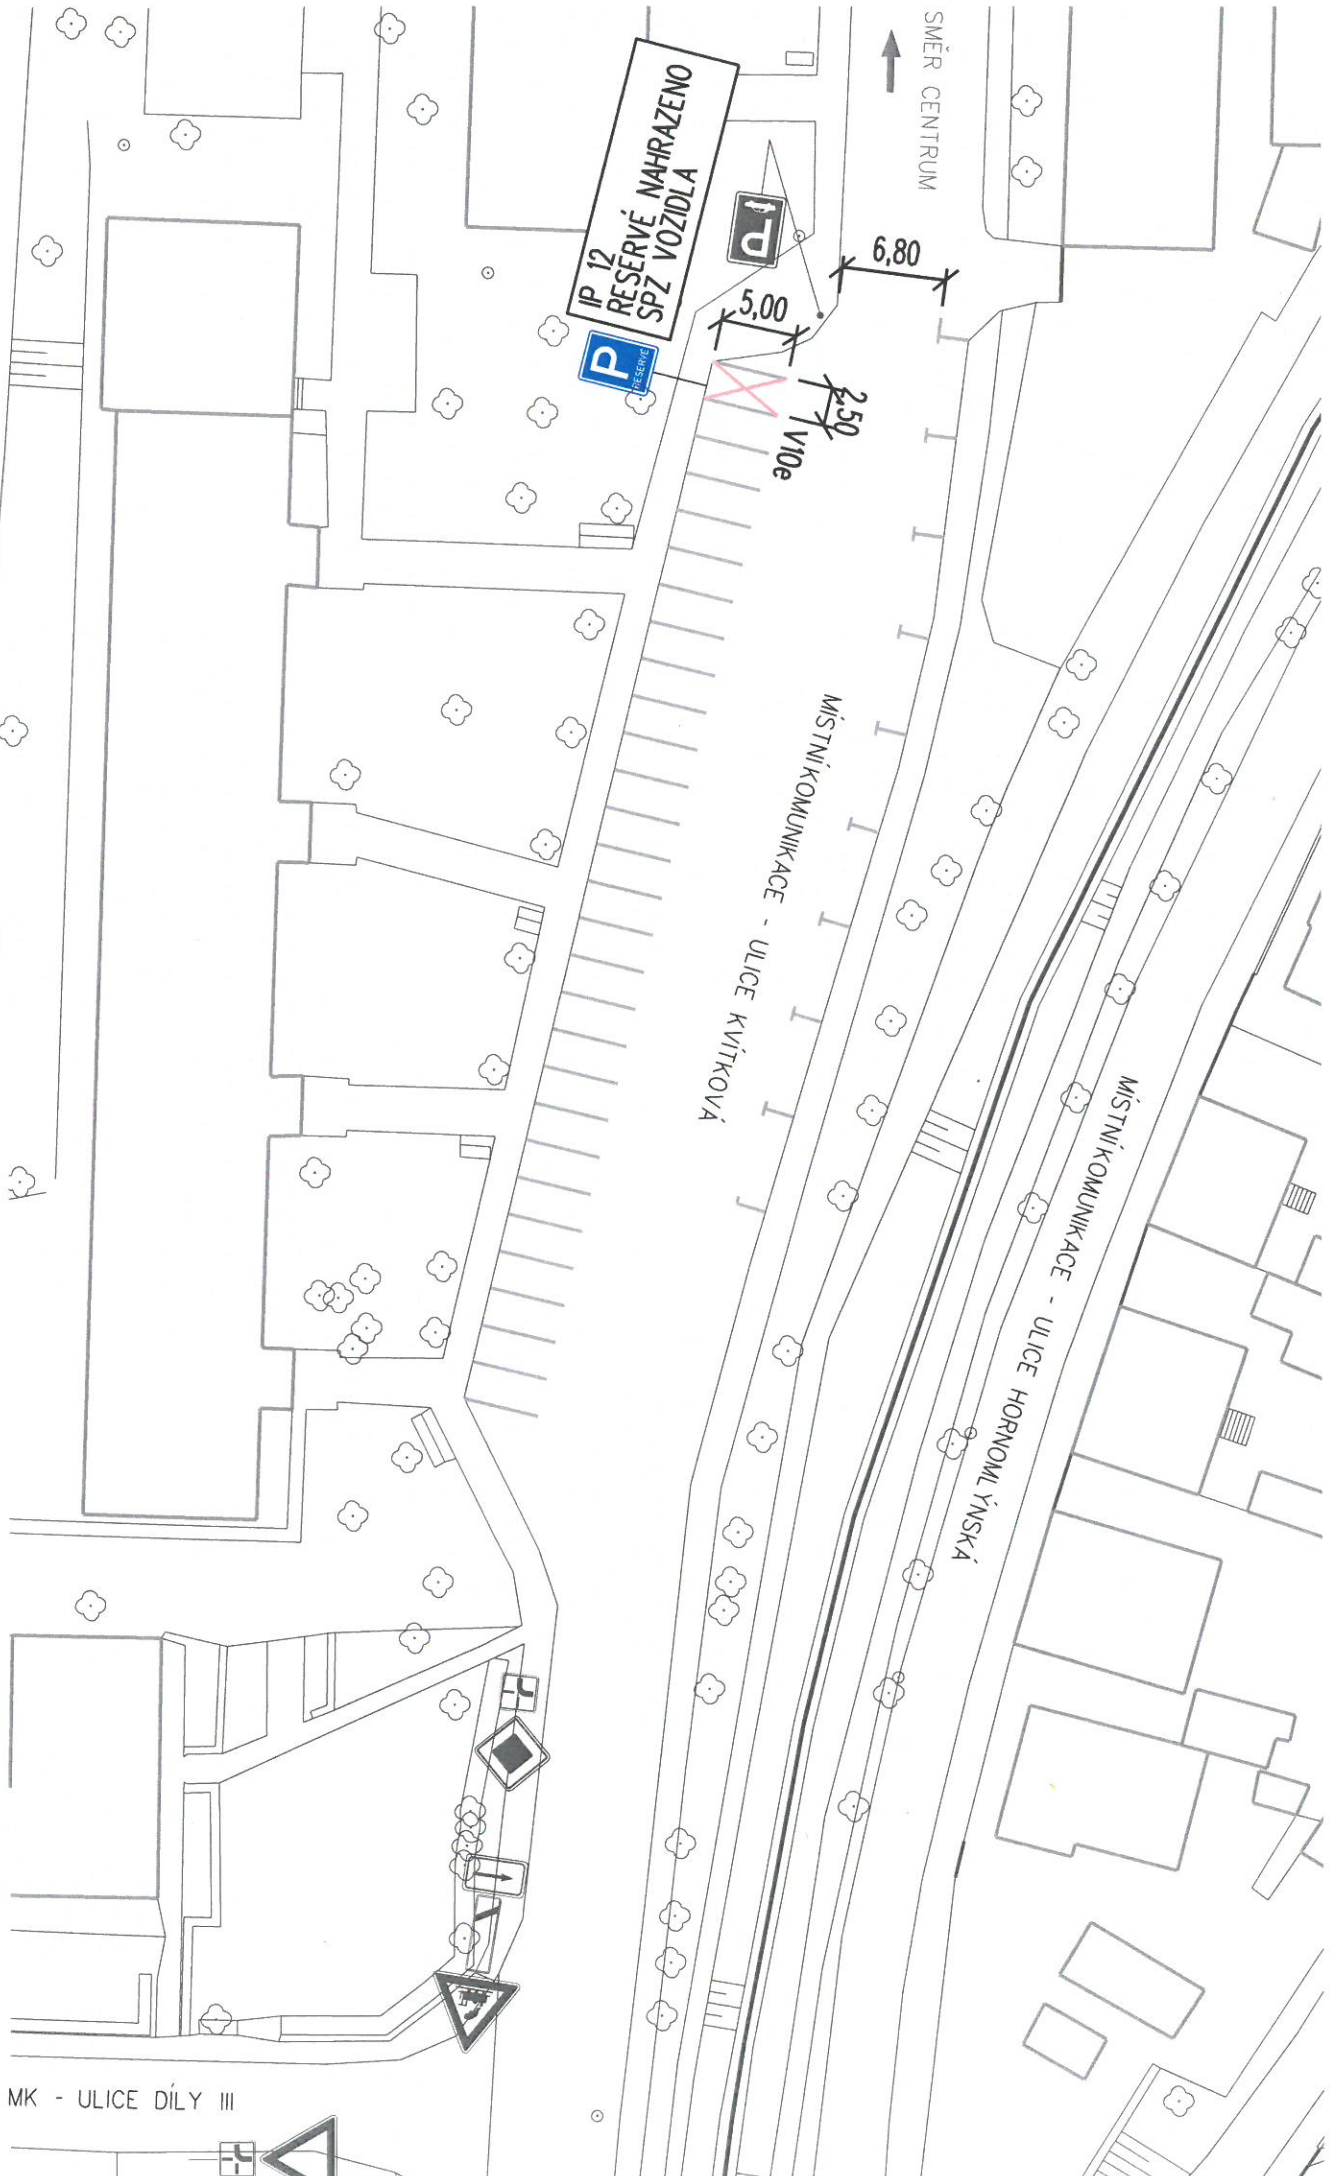 SMĚR CENTRUM
IP 12
RESERVÉ NAHRAZENO
SPZ VOZIDLA
P
P
RESERVÉ
6,80
5,00
2,50
V10e
MÍSTNÍ KOMUNIKACE - ULICE KVÍTKOVÁ
MÍSTNÍ KOMUNIKACE - ULICE HORNOMLÝNSKÁ
MK - ULICE DÍLY III